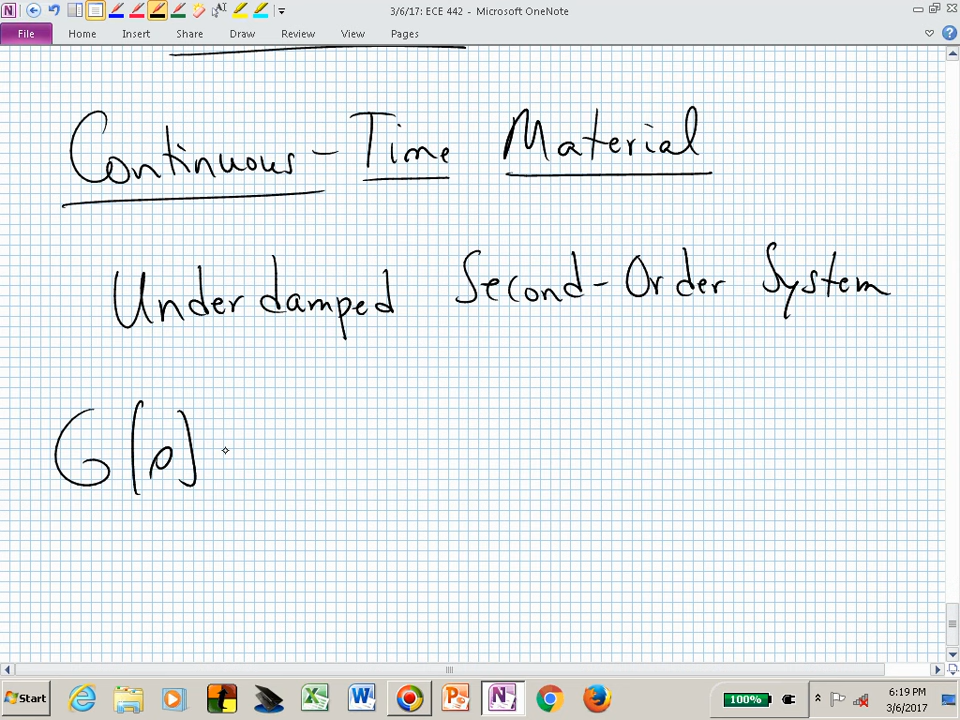 3/6/17: ECE 442 - Microsoft OneNote
File Home Insert Share Draw Review View Pages
Continuous-Time Material
Underdamped Second-Order System
G(s)
Start
100%
6:19 PM
3/6/2017